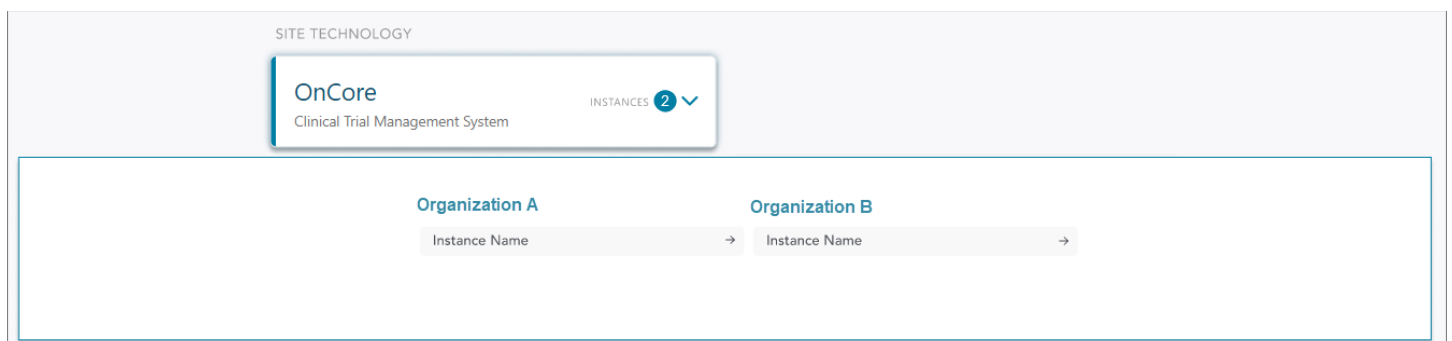 SITE TECHNOLOGY
OnCore
INSTANCES 2
Clinical Trial Management System
Organization A
Organization B
Instance Name →
Instance Name →